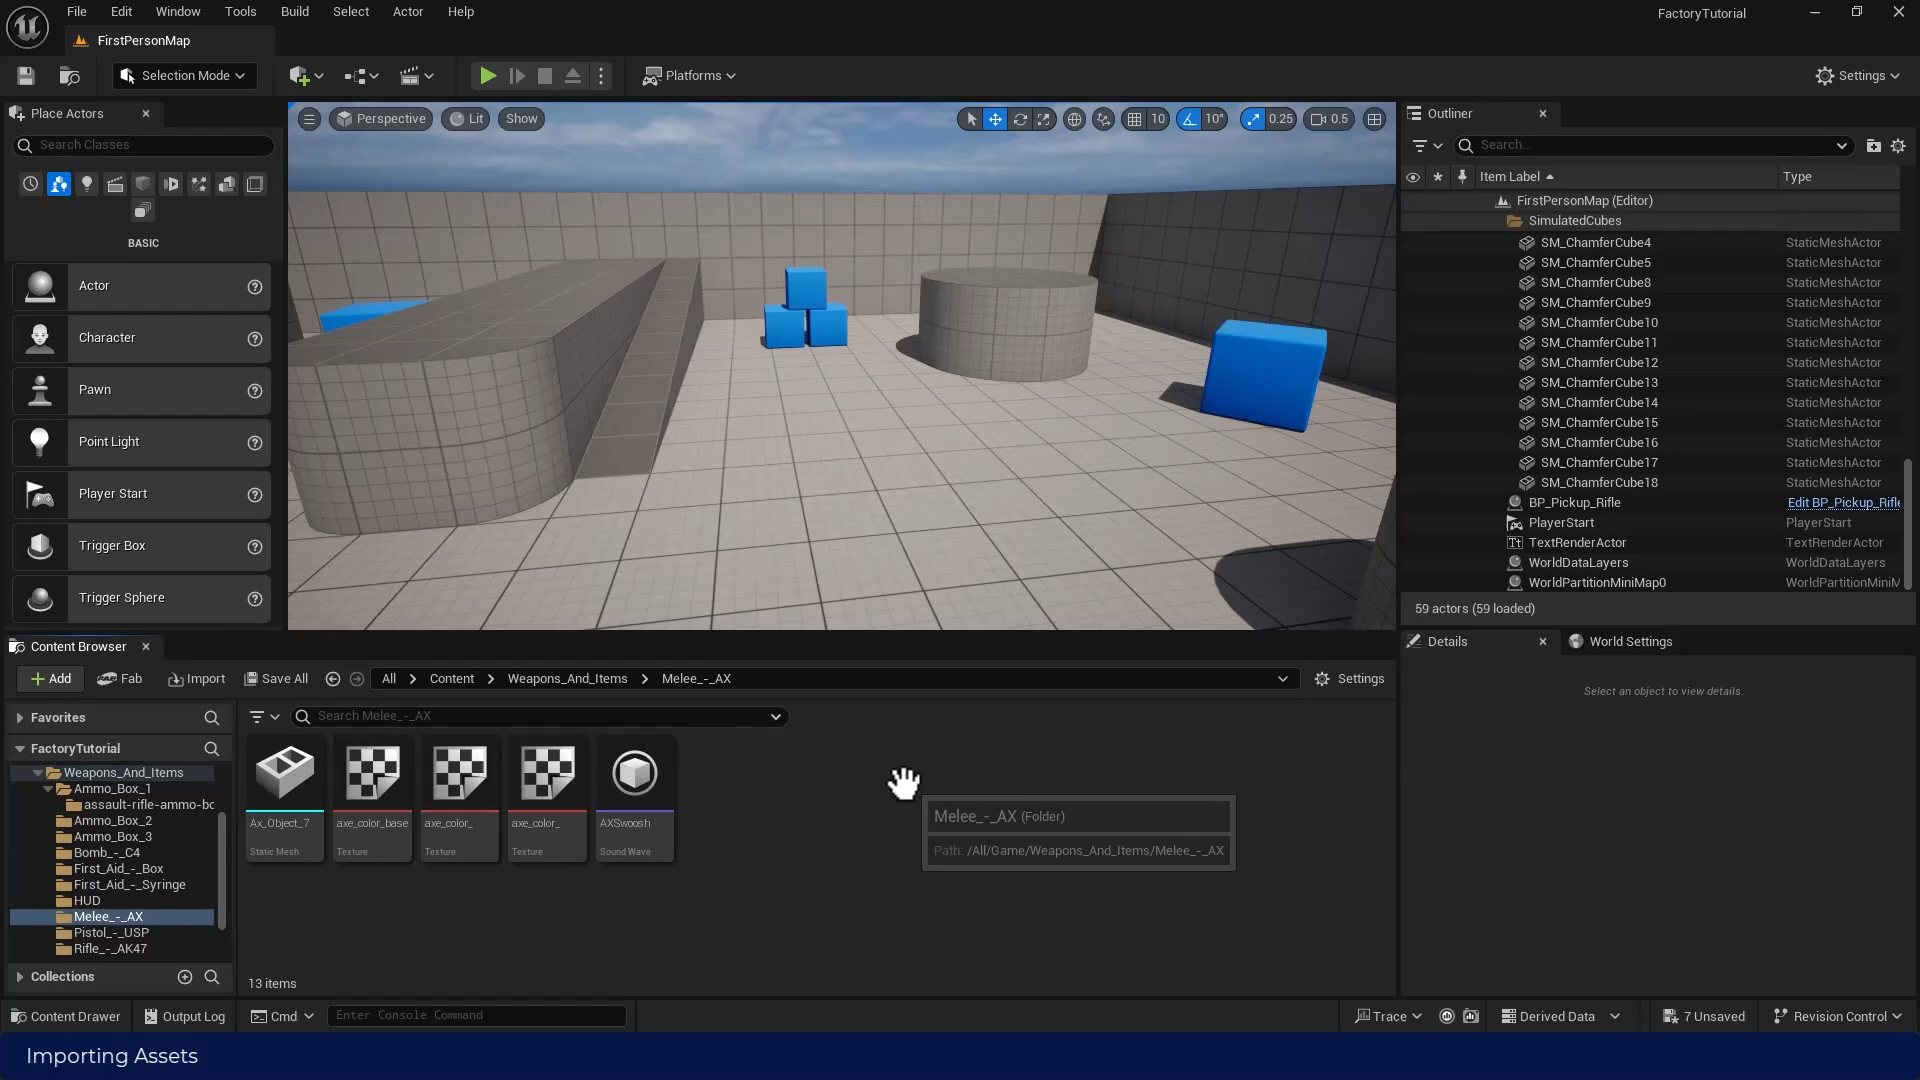 File Edit Window Tools Build Select Actor Help
FactoryTutorial
FirstPersonMap
Selection Mode
Platforms
Settings
Place Actors
Search Classes
BASIC
Actor
Character
Pawn
Point Light
Player Start
Trigger Box
Trigger Sphere
Perspective Lit Show
10 10° 0.25 0.5
Outliner
Search...
Item Label Type
FirstPersonMap (Editor)
SimulatedCubes
SM_ChamferCube4 StaticMeshActor
SM_ChamferCube5 StaticMeshActor
SM_ChamferCube8 StaticMeshActor
SM_ChamferCube9 StaticMeshActor
SM_ChamferCube10 StaticMeshActor
SM_ChamferCube11 StaticMeshActor
SM_ChamferCube12 StaticMeshActor
SM_ChamferCube13 StaticMeshActor
SM_ChamferCube14 StaticMeshActor
SM_ChamferCube15 StaticMeshActor
SM_ChamferCube16 StaticMeshActor
SM_ChamferCube17 StaticMeshActor
SM_ChamferCube18 StaticMeshActor
BP_Pickup_Rifle Edit BP_Pickup_Rifle
PlayerStart PlayerStart
TextRenderActor TextRenderActor
WorldDataLayers WorldDataLayers
WorldPartitionMiniMap0 WorldPartitionMiniM
59 actors (59 loaded)
Details World Settings
Select an object to view details.
Content Browser
Add Fab Import Save All All Content Weapons_And_Items Melee_-_AX Settings
Favorites
Search Melee_-_AX
FactoryTutorial
Weapons_And_Items
Ammo_Box_1
assault-rifle-ammo-bo
Ammo_Box_2
Ammo_Box_3
Bomb_-_C4
First_Aid_-_Box
First_Aid_-_Syringe
HUD
Melee_-_AX
Pistol_-_USP
Rifle_-_AK47
Collections
Ax_Object_7 axe_color_base axe_color_ axe_color_ AXSwoosh
Static Mesh Texture Texture Texture Sound Wave
Melee_-_AX (Folder)
Path: /All/Game/Weapons_And_Items/Melee_-_AX
13 items
Content Drawer Output Log Cmd Enter Console Command Trace Derived Data 7 Unsaved Revision Control
Importing Assets